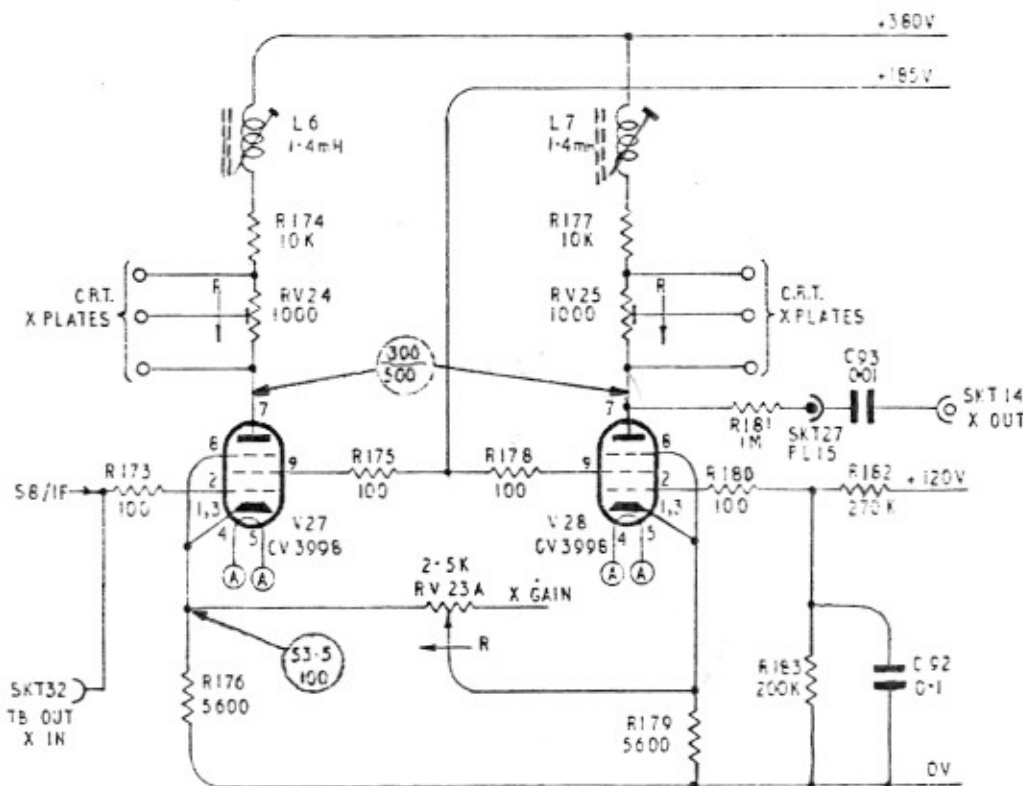 +380V
+185V
L6
1·4mH
L7
1·4mH
R174
10K
R177
10K
C.R.T.
X PLATES
R
RV24
1000
RV25
1000
R
C.R.T.
X PLATES
300
500
C93
0·01
7
7
SKT14
X OUT
R181
1M
SKT27
PL15
8
9
R175
100
R178
100
9
8
S8/1F
R173
100
2
1,3
4
5
V27
CV3998
A
A
2
1,3
4
5
V28
CV3998
A
A
R180
100
R182
270K
+120V
2·5K
RV23A
X GAIN
R
53·5
100
SKT32
TB OUT
X IN
R176
5600
R179
5600
R183
200K
C92
0·1
0V